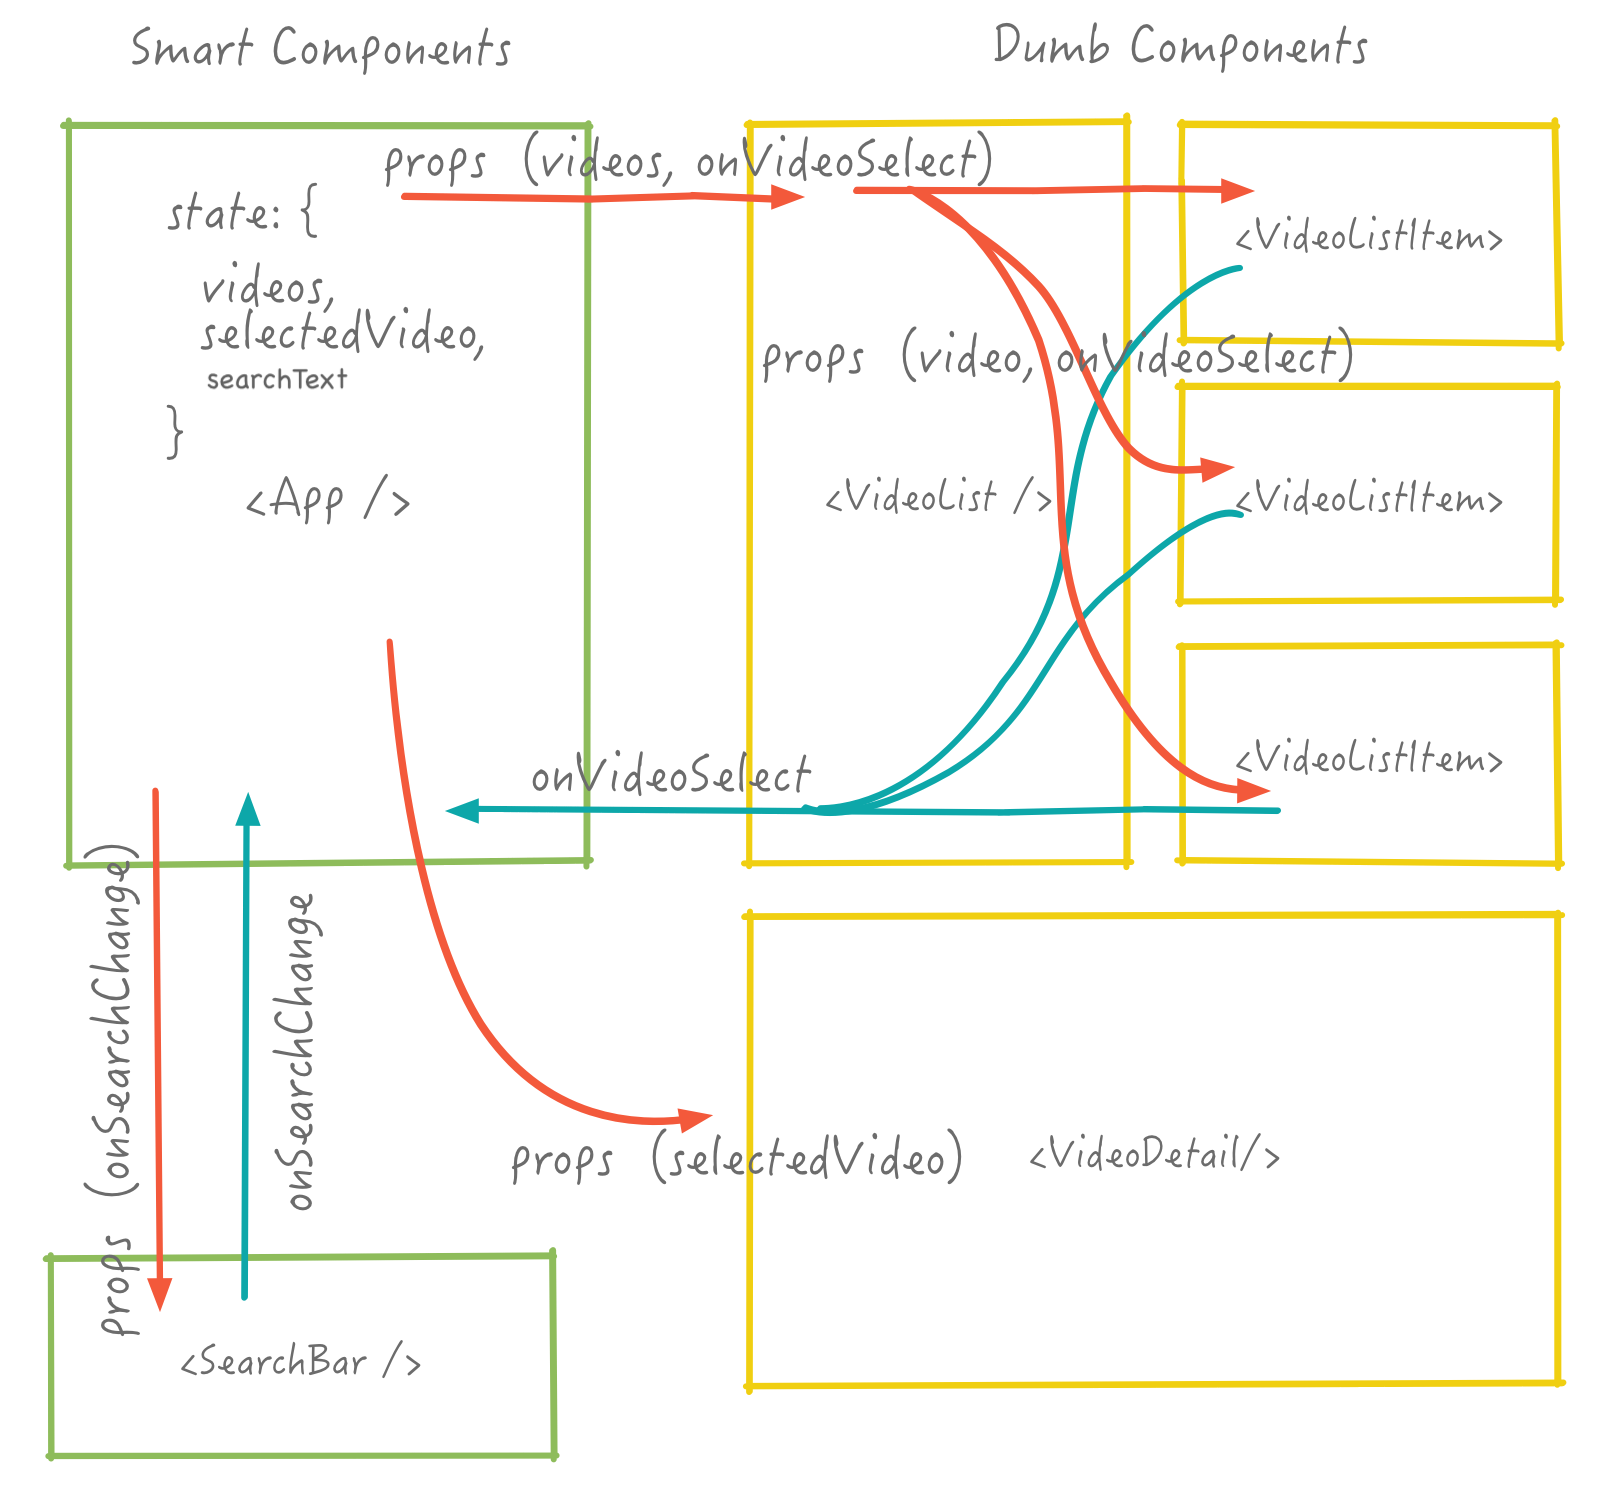 Smart Components
Dumb Components
props (videos, onVideoSelect)
state: {
videos,
selectedVideo,
searchText
}
<App />
<VideoListItem>
props (video, onVideoSelect)
<VideoList />
<VideoListItem>
<VideoListItem>
onVideoSelect
props (onSearchChange)
onSearchChange
props (selectedVideo)
<VideoDetail/>
<SearchBar />